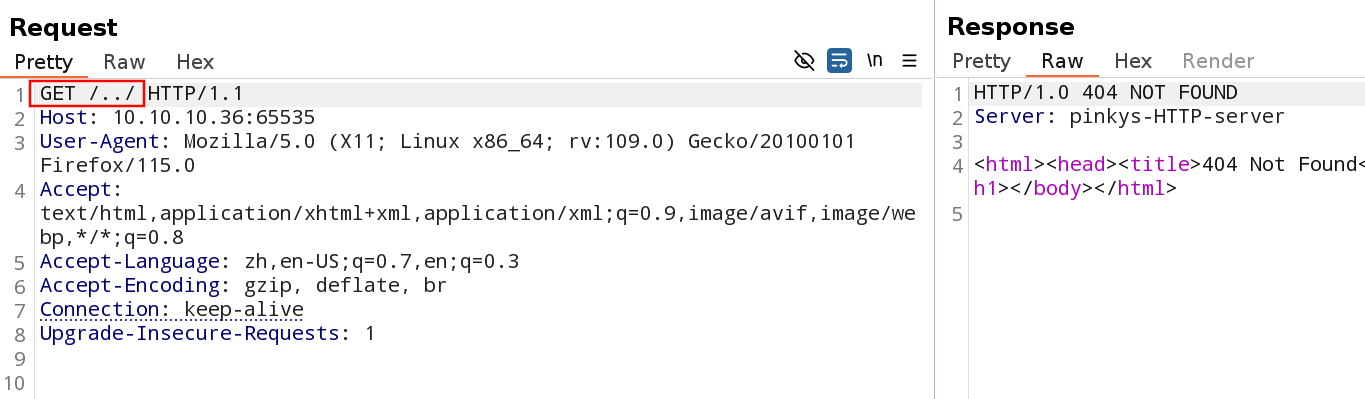 Request
Pretty Raw Hex
\n
1 GET /../ HTTP/1.1
2 Host: 10.10.10.36:65535
3 User-Agent: Mozilla/5.0 (X11; Linux x86_64; rv:109.0) Gecko/20100101
Firefox/115.0
4 Accept:
text/html,application/xhtml+xml,application/xml;q=0.9,image/avif,image/we
bp,*/*;q=0.8
5 Accept-Language: zh,en-US;q=0.7,en;q=0.3
6 Accept-Encoding: gzip, deflate, br
7 Connection: keep-alive
8 Upgrade-Insecure-Requests: 1
9
10
Response
Pretty Raw Hex Render
1 HTTP/1.0 404 NOT FOUND
2 Server: pinkys-HTTP-server
3
4 <html><head><title>404 Not Found<
h1></body></html>
5